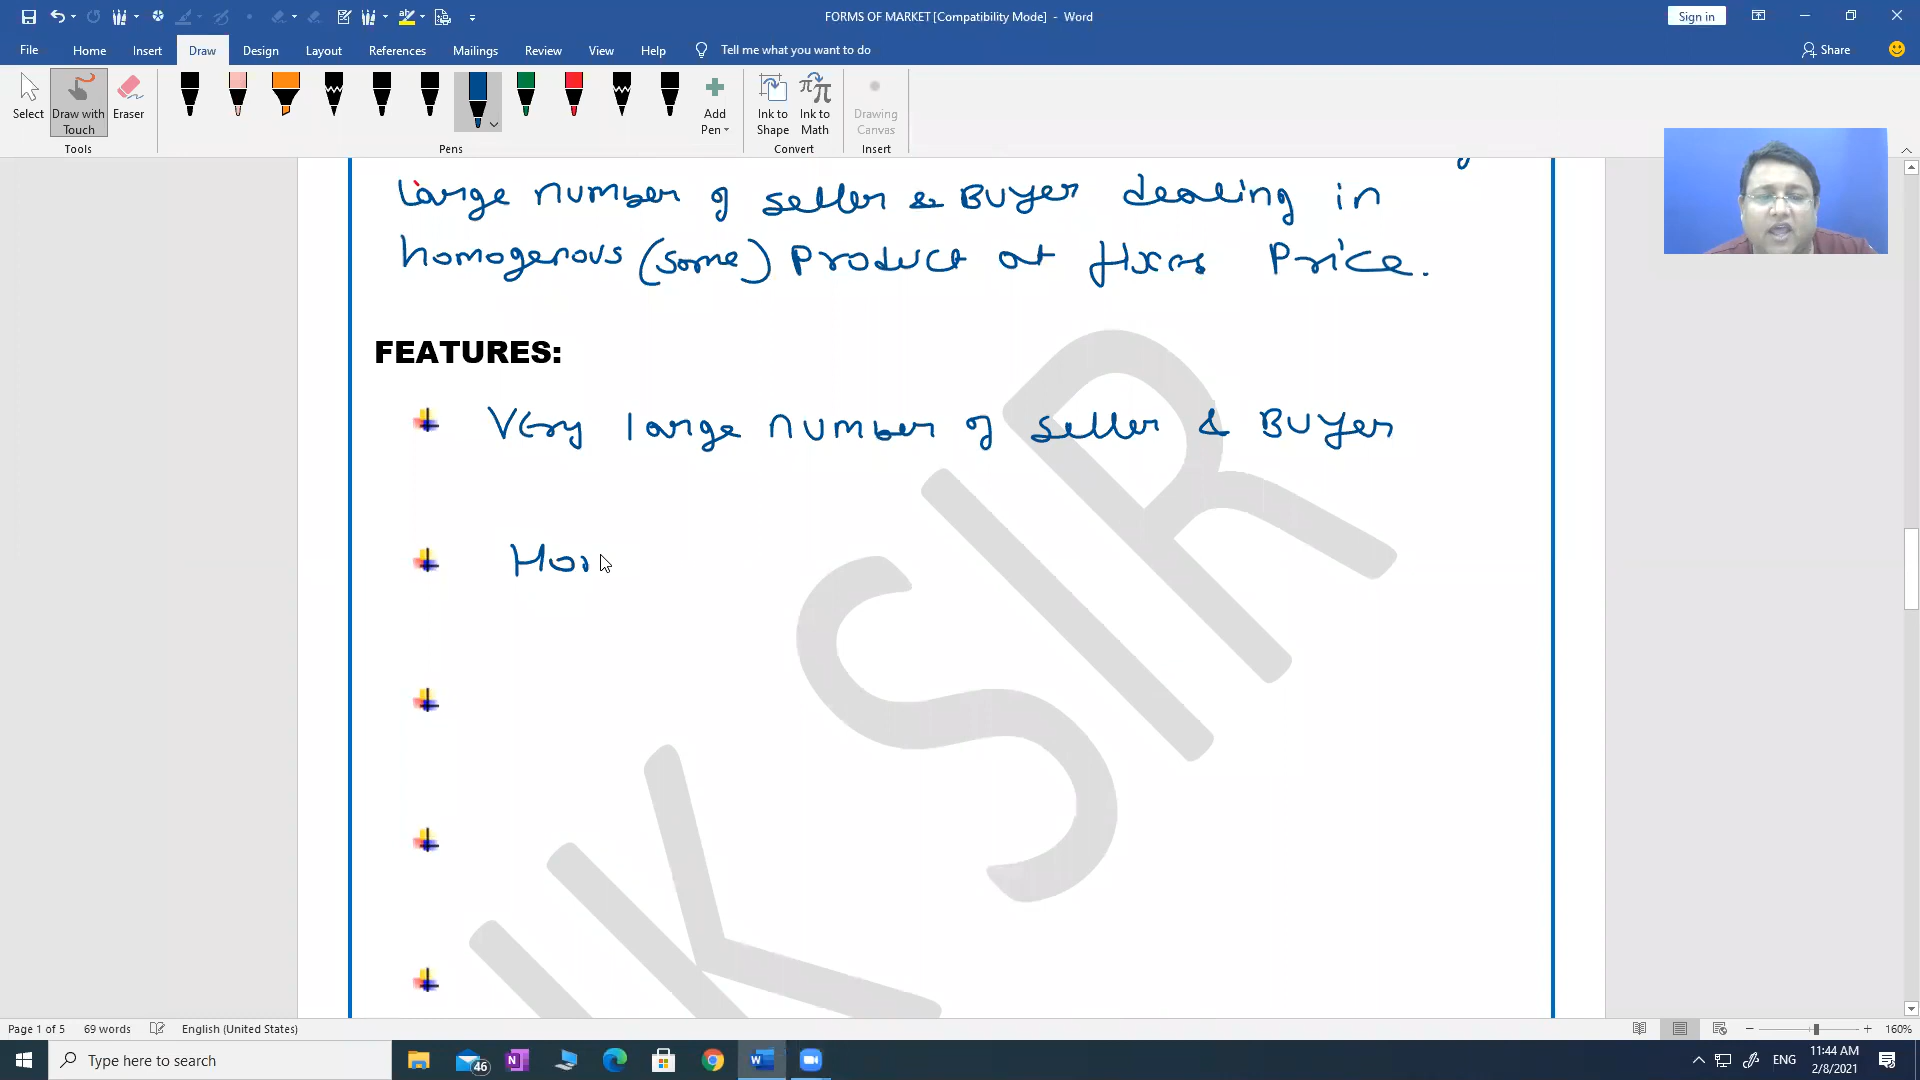 FORMS OF MARKET [Compatibility Mode] - Word
Sign in
File Home Insert Draw Design Layout References Mailings Review View Help Tell me what you want to do
Share
Select
Draw with Touch
Eraser
Add Pen
Ink to Shape
Ink to Math
Drawing Canvas
Tools
Pens
Convert
Insert
large number of seller & Buyer dealing in
homogenous (same) Product at fixed Price.
FEATURES:
Very large number of seller & Buyer
Hom
K SIR
Page 1 of 5 69 words English (United States)
160%
Type here to search
46
ENG
11:44 AM
2/8/2021